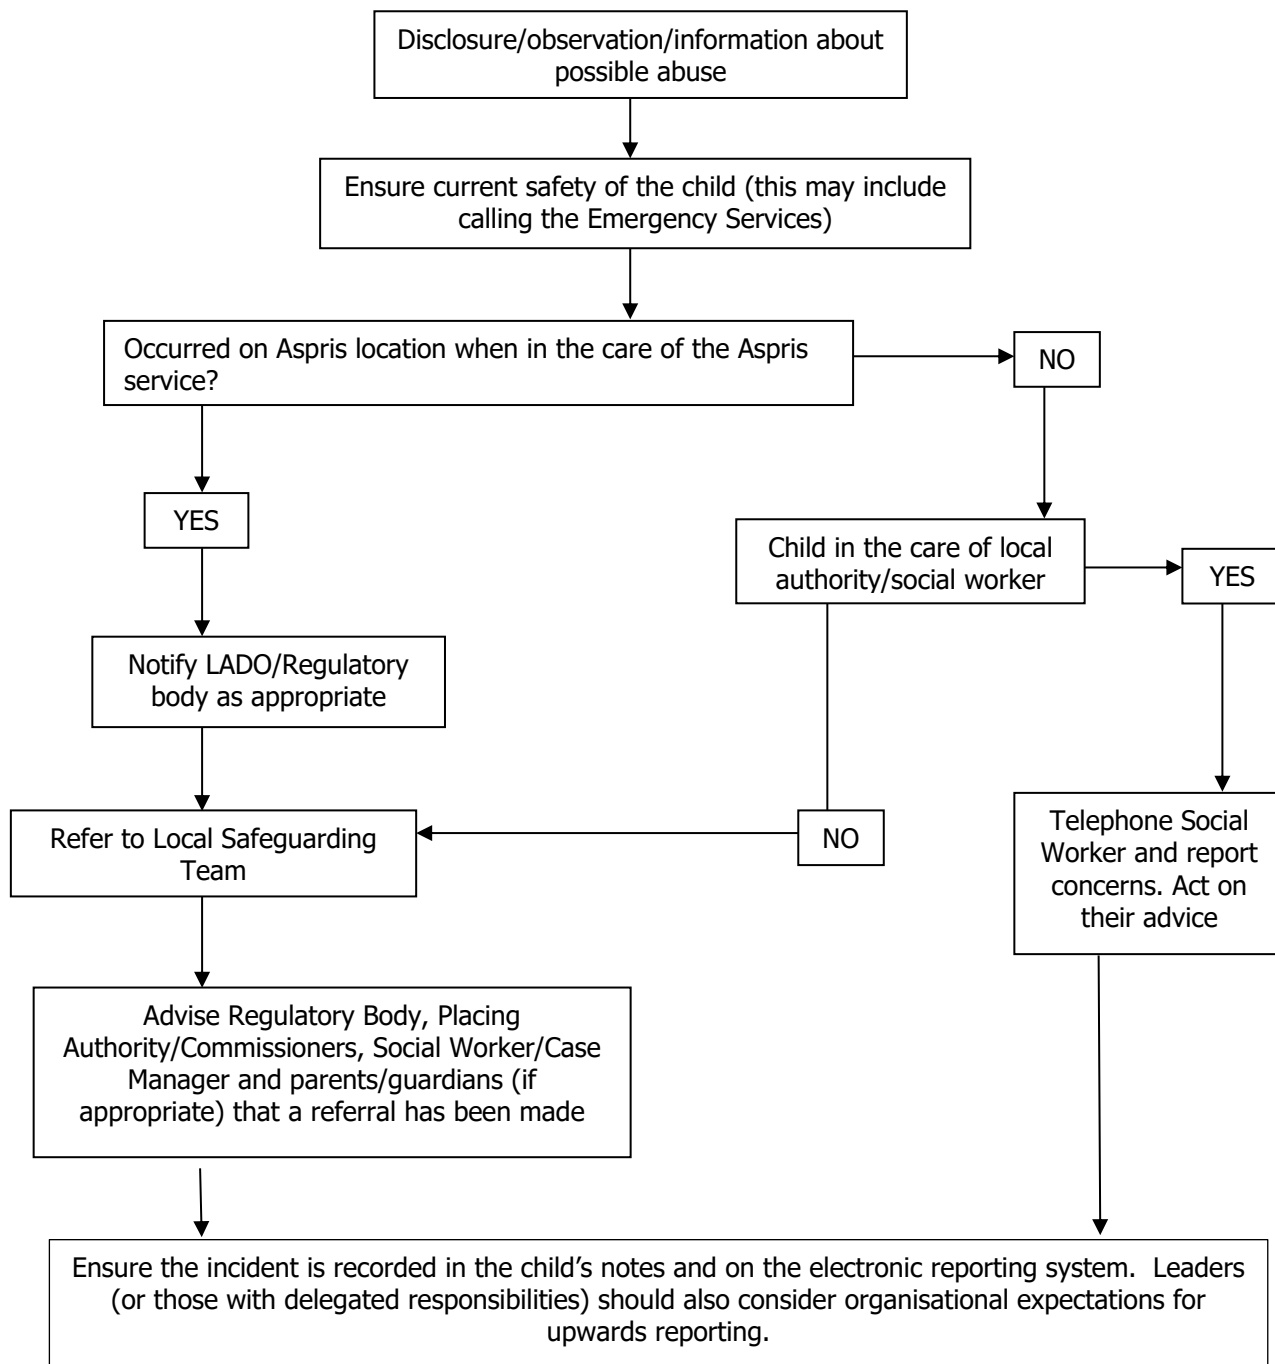 Disclosure/observation/information about
possible abuse
Ensure current safety of the child (this may include
calling the Emergency Services)
Occurred on Aspris location when in the care of the Aspris
service?
NO
YES
Child in the care of local
authority/social worker
YES
Notify LADO/Regulatory
body as appropriate
Refer to Local Safeguarding
Team
NO
Telephone Social
Worker and report
concerns. Act on
their advice
Advise Regulatory Body, Placing
Authority/Commissioners, Social Worker/Case
Manager and parents/guardians (if
appropriate) that a referral has been made
Ensure the incident is recorded in the child’s notes and on the electronic reporting system.  Leaders
(or those with delegated responsibilities) should also consider organisational expectations for
upwards reporting.